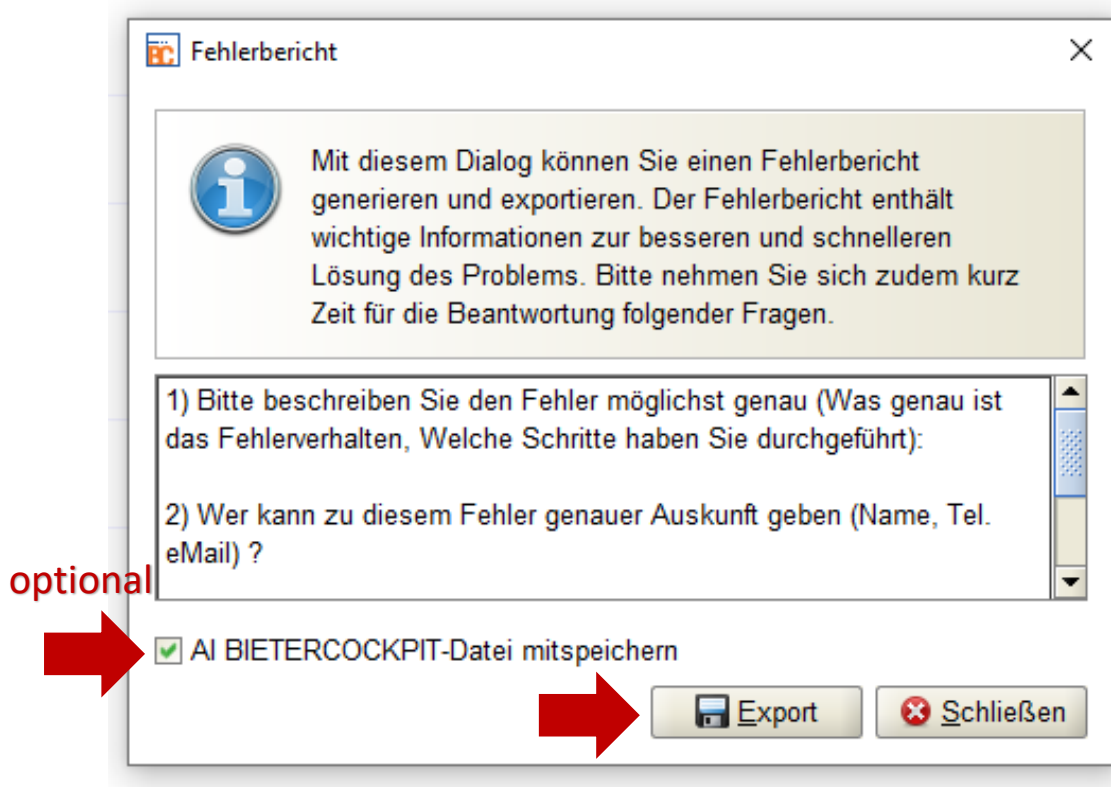 BC Fehlerbericht
Mit diesem Dialog können Sie einen Fehlerbericht
generieren und exportieren. Der Fehlerbericht enthält
wichtige Informationen zur besseren und schnelleren
Lösung des Problems. Bitte nehmen Sie sich zudem kurz
Zeit für die Beantwortung folgender Fragen.
1) Bitte beschreiben Sie den Fehler möglichst genau (Was genau ist
das Fehlerverhalten, Welche Schritte haben Sie durchgeführt):
2) Wer kann zu diesem Fehler genauer Auskunft geben (Name, Tel.
eMail) ?
optional
AI BIETERCOCKPIT-Datei mitspeichern
Export
Schließen